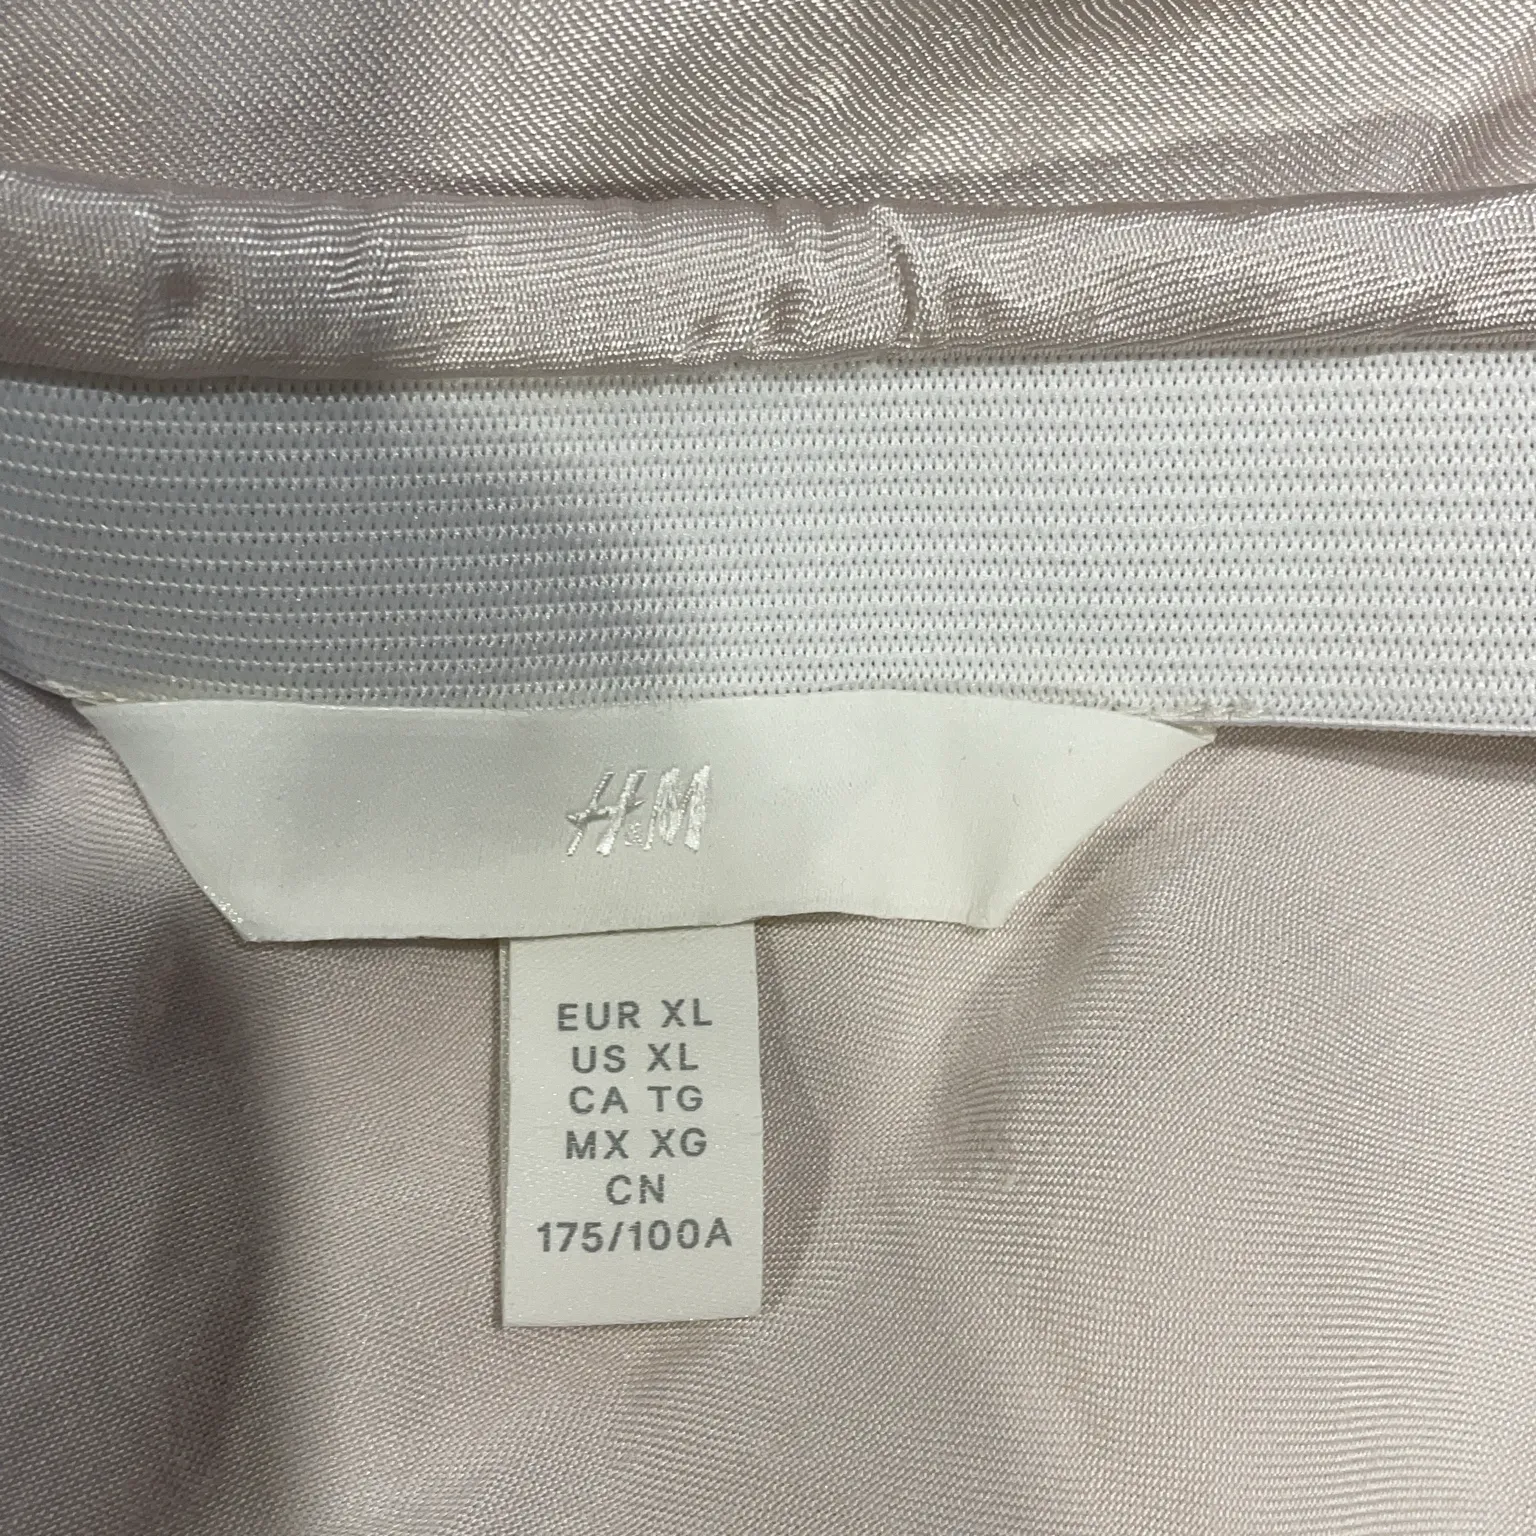 H&M
EUR XL
US XL
CA TG
MX XG
CN
175/100A